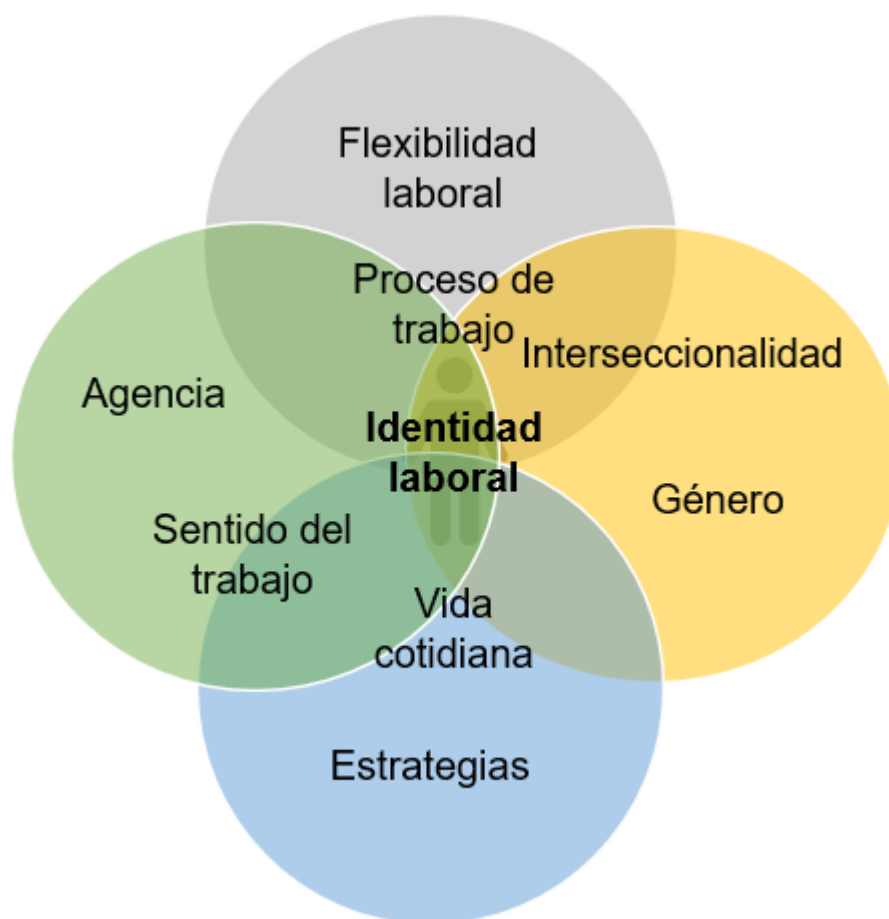 Flexibilidad
laboral
Proceso de
trabajo
Interseccionalidad
Agencia
Identidad
laboral
Género
Sentido del
trabajo
Vida
cotidiana
Estrategias